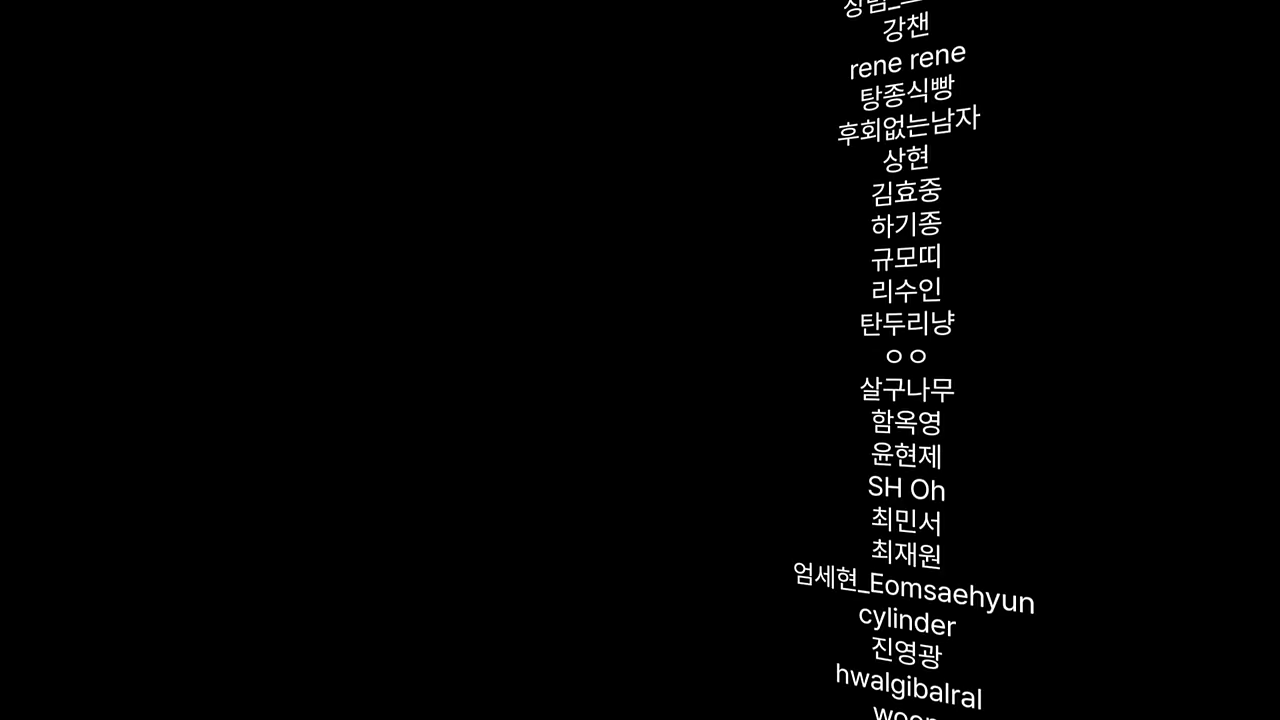 강챈
rene rene
탕종식빵
후회없는남자
상현
김효중
하기종
규모띠
리수인
탄두리냥
ㅇㅇ
살구나무
함옥영
윤현제
SH Oh
최민서
최재원
엄세현_Eomsaehyun
cylinder
진영광
hwalgibalral